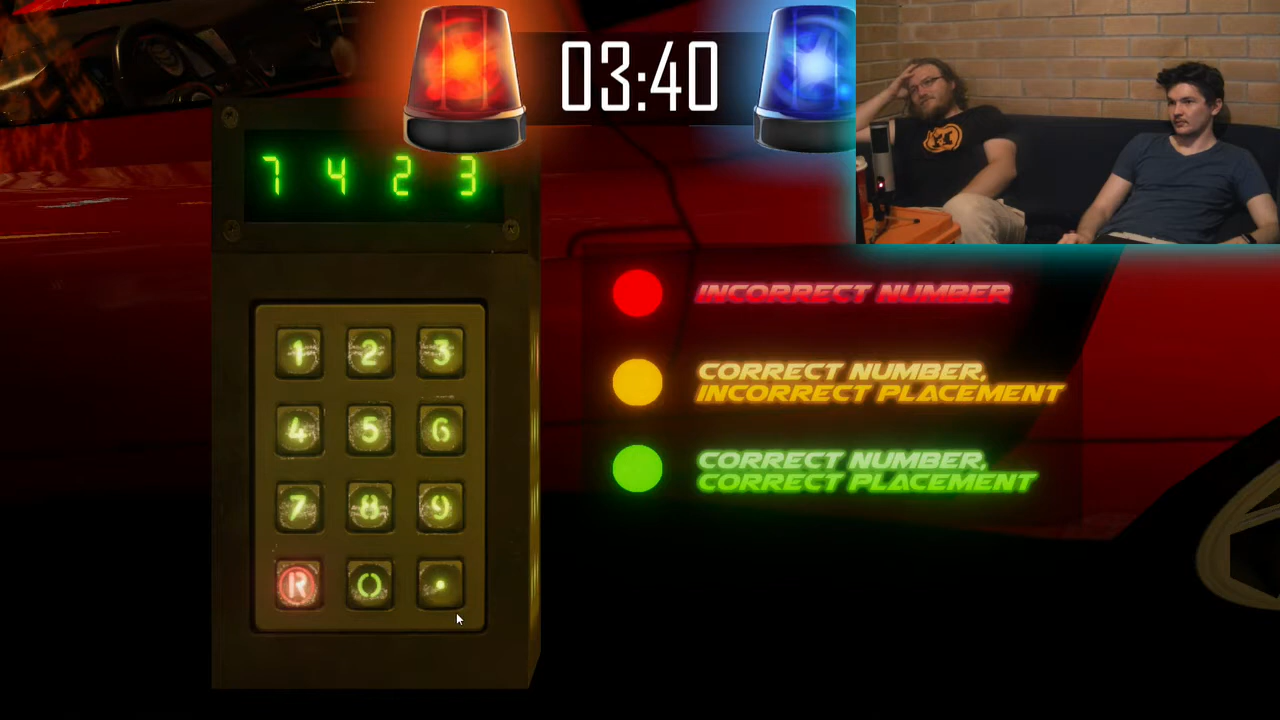 03:40
7 4 2 3
INCORRECT NUMBER
CORRECT NUMBER,
INCORRECT PLACEMENT
CORRECT NUMBER,
CORRECT PLACEMENT
1 2 3
4 5 6
7 8 9
R 0 .